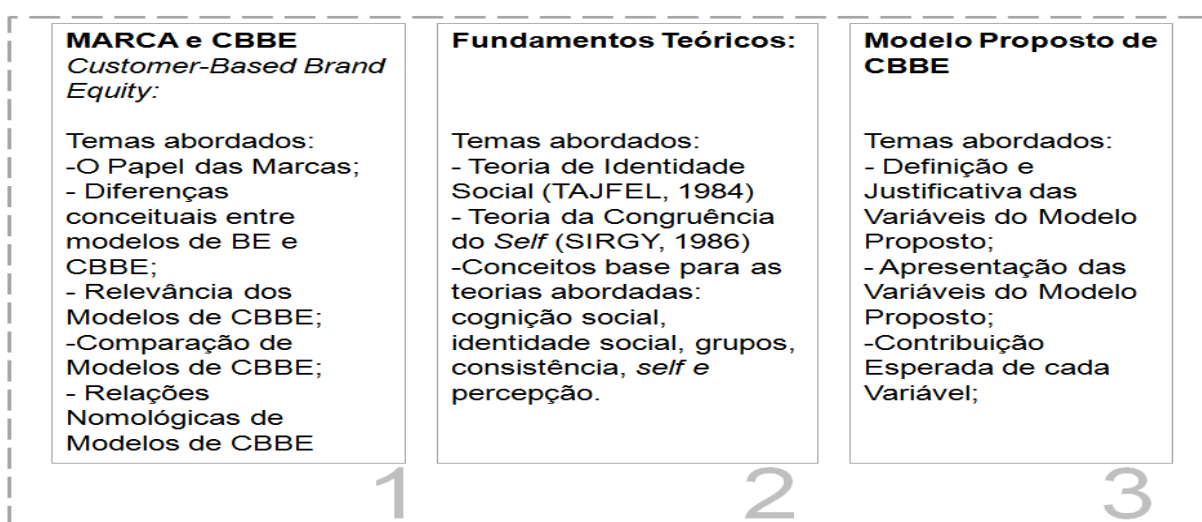 MARCA e CBBE
Customer-Based Brand
Equity:
Temas abordados:
-O Papel das Marcas;
- Diferenças
conceituais entre
modelos de BE e
CBBE;
- Relevância dos
Modelos de CBBE;
-Comparação de
Modelos de CBBE;
- Relações
Nomológicas de
Modelos de CBBE
1
Fundamentos Teóricos:
Temas abordados:
- Teoria de Identidade
Social (TAJFEL, 1984)
- Teoria da Congruência
do Self (SIRGY, 1986)
-Conceitos base para as
teorias abordadas:
cognição social,
identidade social, grupos,
consistência, self e
percepção.
2
Modelo Proposto de
CBBE
Temas abordados:
- Definição e
Justificativa das
Variáveis do Modelo
Proposto;
- Apresentação das
Variáveis do Modelo
Proposto;
-Contribuição
Esperada de cada
Variável;
3